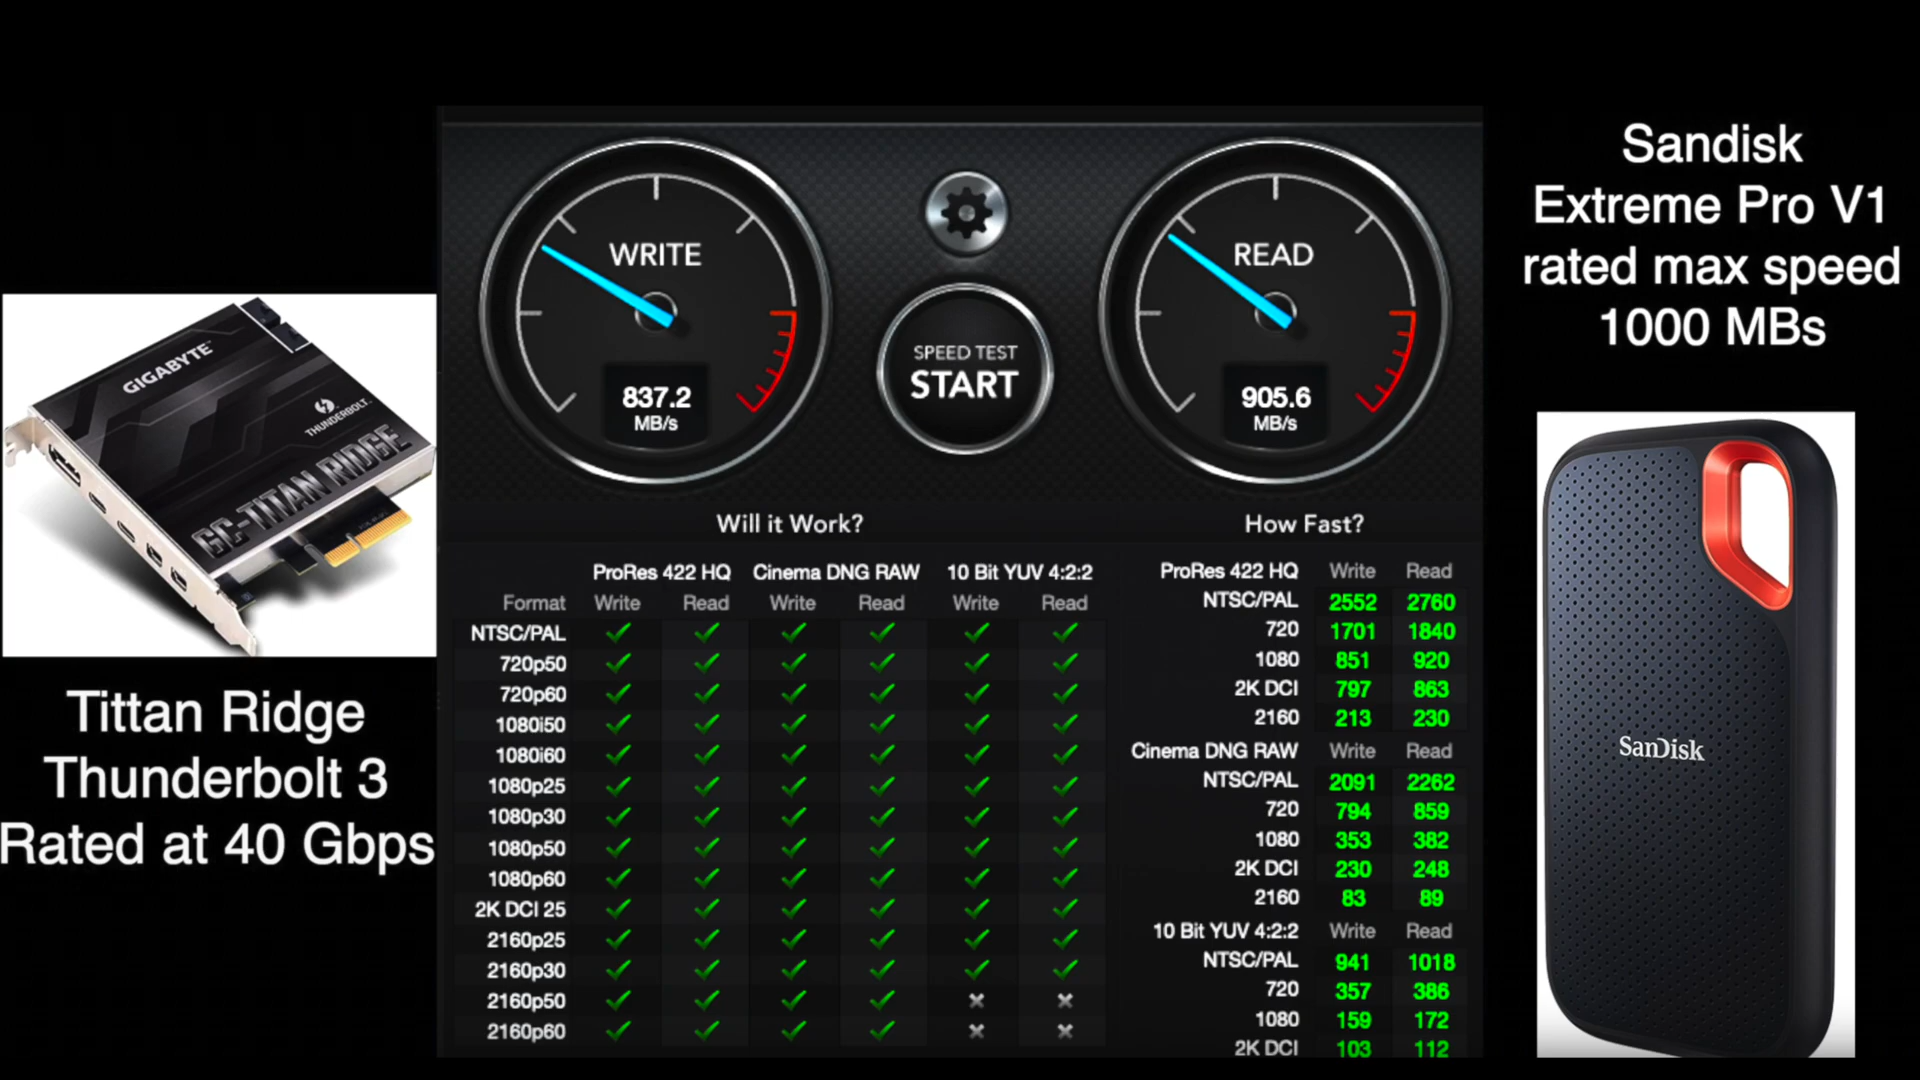 GIGABYTE
THUNDERBOLT
GC-TITAN RIDGE
Tittan Ridge
Thunderbolt 3
Rated at 40 Gbps
WRITE
837.2
MB/s
SPEED TEST
START
READ
905.6
MB/s
Will it Work?
ProRes 422 HQ Cinema DNG RAW 10 Bit YUV 4:2:2
Format Write Read Write Read Write Read
NTSC/PAL
720p50
720p60
1080i50
1080i60
1080p25
1080p30
1080p50
1080p60
2K DCI 25
2160p25
2160p30
2160p50
2160p60
How Fast?
ProRes 422 HQ Write Read
NTSC/PAL 2552 2760
720 1701 1840
1080 851 920
2K DCI 797 863
2160 213 230
Cinema DNG RAW Write Read
NTSC/PAL 2091 2262
720 794 859
1080 353 382
2K DCI 230 248
2160 83 89
10 Bit YUV 4:2:2 Write Read
NTSC/PAL 941 1018
720 357 386
1080 159 172
2K DCI 103 112
Sandisk
Extreme Pro V1
rated max speed
1000 MBs
SanDisk